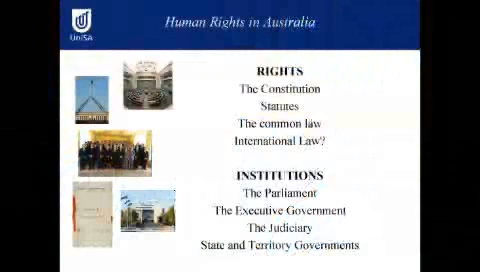 UniSA
Human Rights in Australia
RIGHTS
The Constitution
Statutes
The common law
International Law?
INSTITUTIONS
The Parliament
The Executive Government
The Judiciary
State and Territory Governments